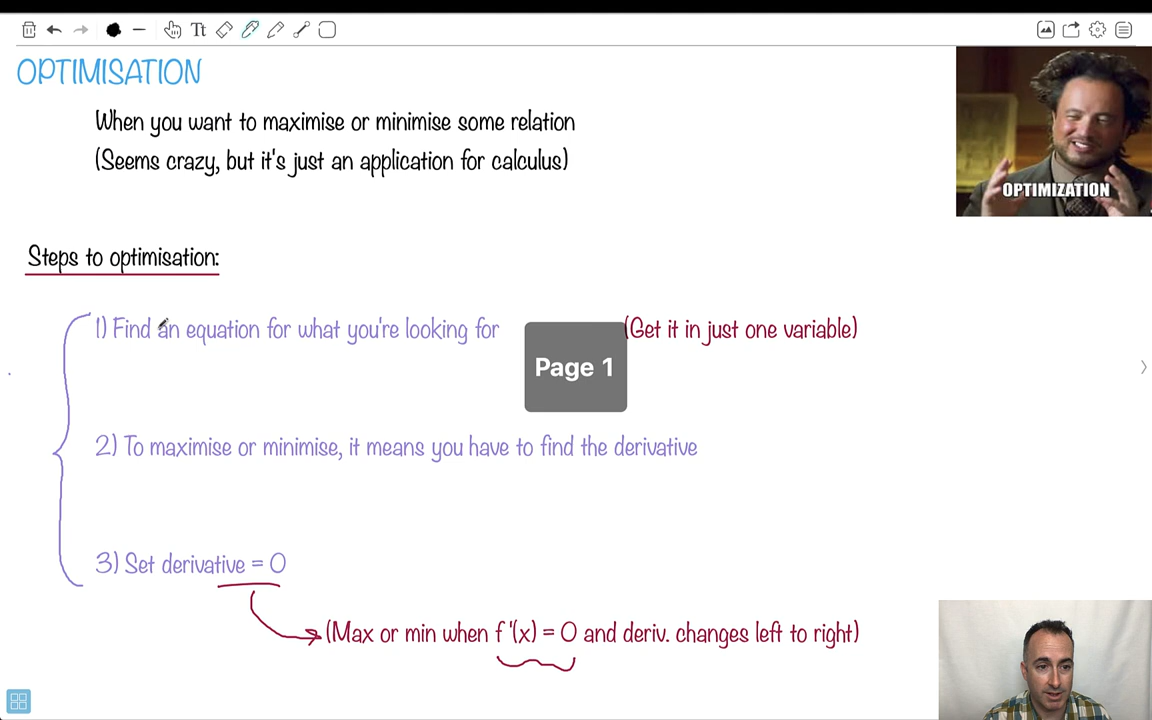 Tt
OPTIMISATION
When you want to maximise or minimise some relation
(Seems crazy, but it's just an application for calculus)
OPTIMIZATION
Steps to optimisation:
1) Find an equation for what you're looking for (Get it in just one variable)
Page 1
2) To maximise or minimise, it means you have to find the derivative
3) Set derivative = 0
(Max or min when f '(x) = 0 and deriv. changes left to right)